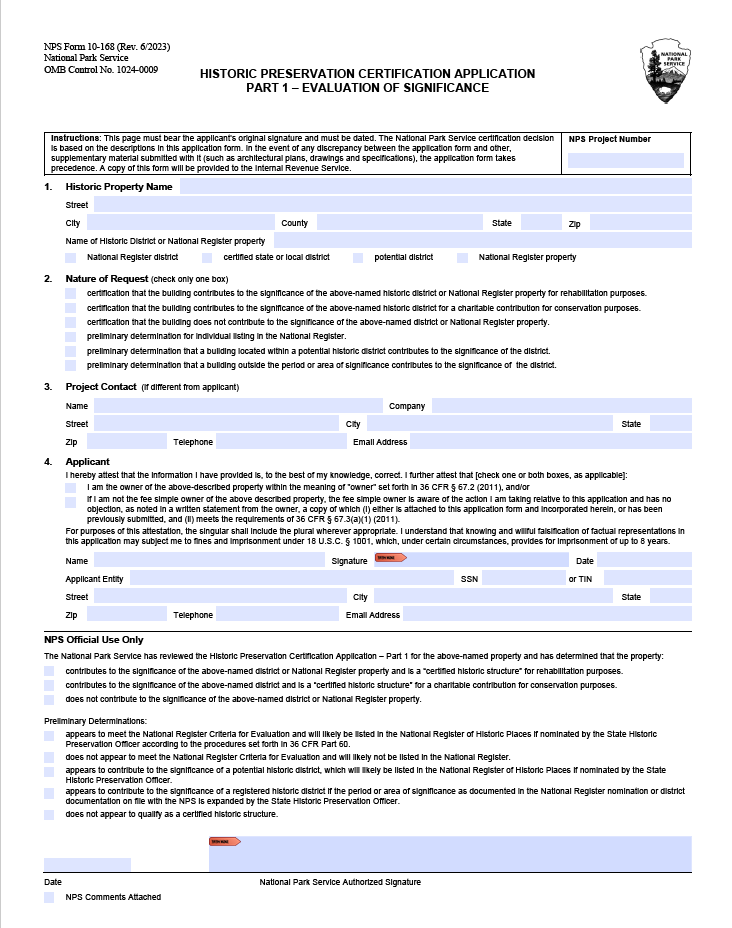 NPS Form 10-168 (Rev. 6/2023)
National Park Service
OMB Control No. 1024-0009
HISTORIC PRESERVATION CERTIFICATION APPLICATION
PART 1 – EVALUATION OF SIGNIFICANCE
NATIONAL
PARK
SERVICE
Instructions: This page must bear the applicant's original signature and must be dated. The National Park Service certification decision
is based on the descriptions in this application form. In the event of any discrepancy between the application form and other,
supplementary material submitted with it (such as architectural plans, drawings and specifications), the application form takes
precedence. A copy of this form will be provided to the Internal Revenue Service.
NPS Project Number
1. Historic Property Name
Street
City County State Zip
Name of Historic District or National Register property
National Register district certified state or local district potential district National Register property
2. Nature of Request (check only one box)
certification that the building contributes to the significance of the above-named historic district or National Register property for rehabilitation purposes.
certification that the building contributes to the significance of the above-named historic district for a charitable contribution for conservation purposes.
certification that the building does not contribute to the significance of the above-named district or National Register property.
preliminary determination for individual listing in the National Register.
preliminary determination that a building located within a potential historic district contributes to the significance of the district.
preliminary determination that a building outside the period or area of significance contributes to the significance of the district.
3. Project Contact (if different from applicant)
Name Company
Street City State
Zip Telephone Email Address
4. Applicant
I hereby attest that the information I have provided is, to the best of my knowledge, correct. I further attest that [check one or both boxes, as applicable]:
I am the owner of the above-described property within the meaning of "owner" set forth in 36 CFR § 67.2 (2011), and/or
if I am not the fee simple owner of the above described property, the fee simple owner is aware of the action I am taking relative to this application and has no
objection, as noted in a written statement from the owner, a copy of which (i) either is attached to this application form and incorporated herein, or has been
previously submitted, and (ii) meets the requirements of 36 CFR § 67.3(a)(1) (2011).
For purposes of this attestation, the singular shall include the plural wherever appropriate. I understand that knowing and willful falsification of factual representations in
this application may subject me to fines and imprisonment under 18 U.S.C. § 1001, which, under certain circumstances, provides for imprisonment of up to 8 years.
Name Signature Date
Applicant Entity SSN or TIN
Street City State
Zip Telephone Email Address
NPS Official Use Only
The National Park Service has reviewed the Historic Preservation Certification Application – Part 1 for the above-named property and has determined that the property:
contributes to the significance of the above-named district or National Register property and is a "certified historic structure" for rehabilitation purposes.
contributes to the significance of the above-named district and is a "certified historic structure" for a charitable contribution for conservation purposes.
does not contribute to the significance of the above-named district or National Register property.
Preliminary Determinations:
appears to meet the National Register Criteria for Evaluation and will likely be listed in the National Register of Historic Places if nominated by the State Historic
Preservation Officer according to the procedures set forth in 36 CFR Part 60.
does not appear to meet the National Register Criteria for Evaluation and will likely not be listed in the National Register.
appears to contribute to the significance of a potential historic district, which will likely be listed in the National Register of Historic Places if nominated by the State
Historic Preservation Officer.
appears to contribute to the significance of a registered historic district if the period or area of significance as documented in the National Register nomination or district
documentation on file with the NPS is expanded by the State Historic Preservation Officer.
does not appear to qualify as a certified historic structure.
Date National Park Service Authorized Signature
NPS Comments Attached